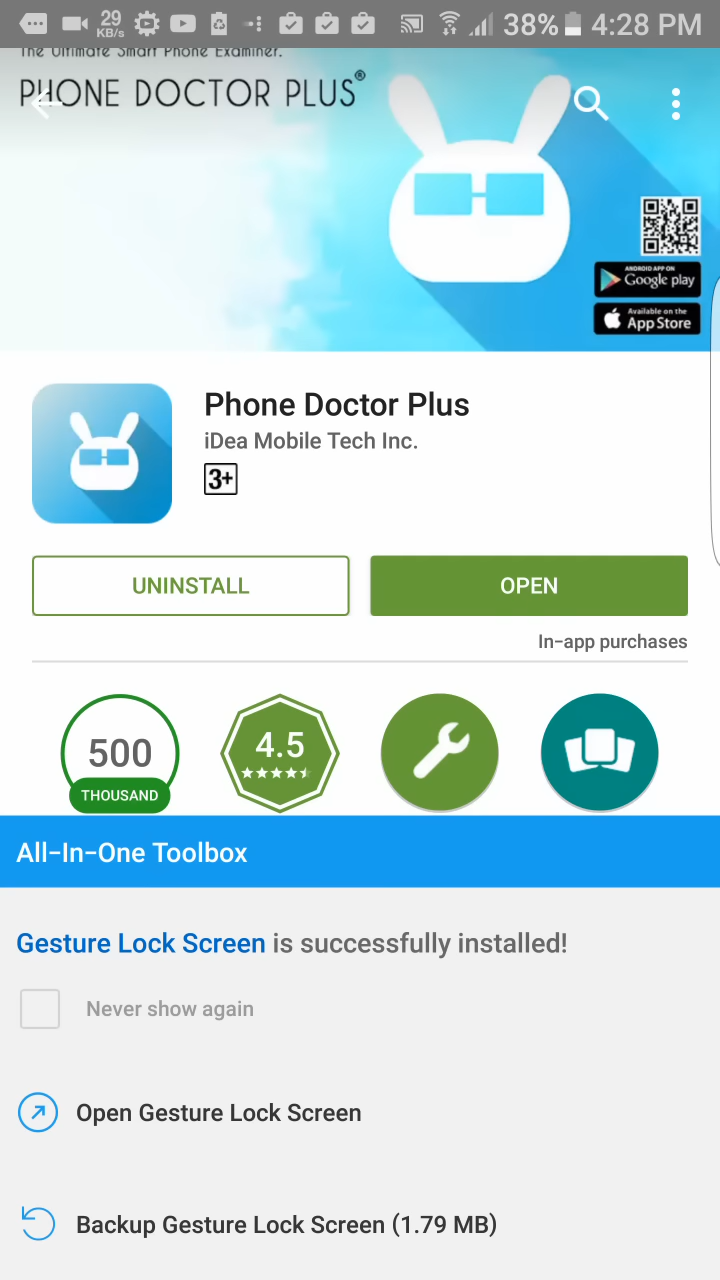 29
KB/s
38%
4:28 PM
The Ultimate Smart Phone Examiner.
PHONE DOCTOR PLUS®
ANDROID APP ON
Google play
Available on the
App Store
Phone Doctor Plus
iDea Mobile Tech Inc.
3+
UNINSTALL
OPEN
In-app purchases
500
THOUSAND
4.5
All-In-One Toolbox
Gesture Lock Screen is successfully installed!
Never show again
Open Gesture Lock Screen
Backup Gesture Lock Screen (1.79 MB)